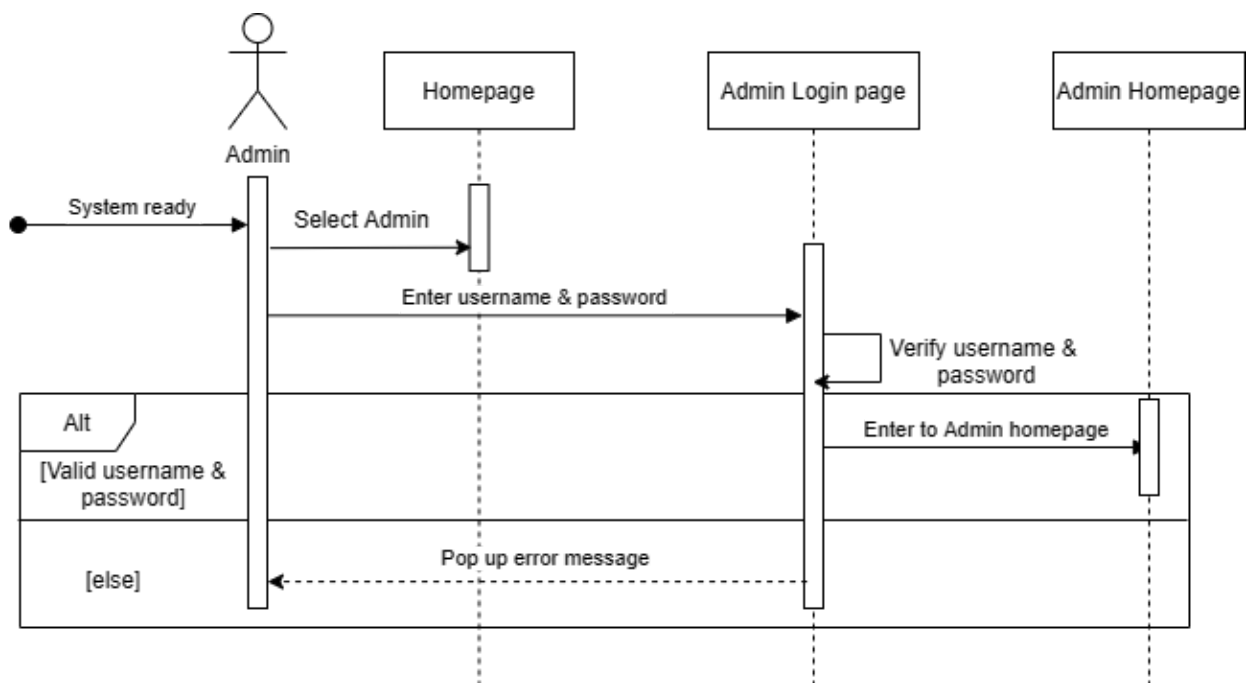 Homepage
Admin Login page
Admin Homepage
Admin
System ready
Select Admin
Enter username & password
Verify username &
password
Alt
Enter to Admin homepage
[Valid username &
password]
Pop up error message
[else]